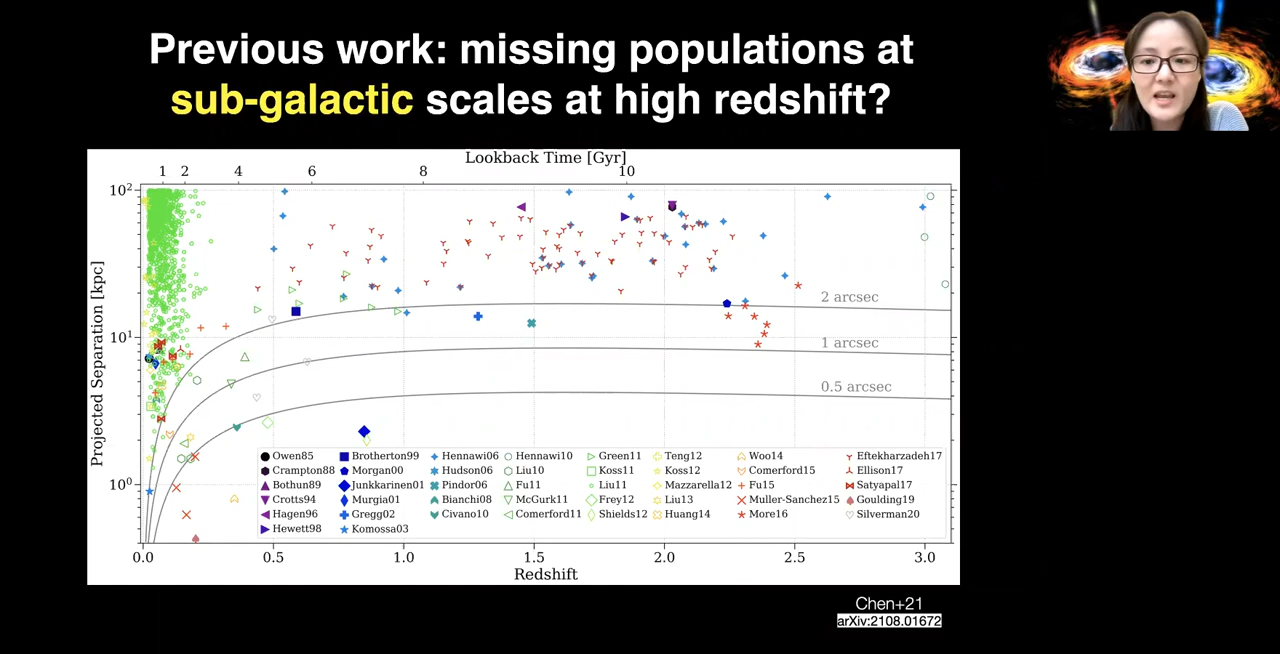 Previous work: missing populations at
sub-galactic scales at high redshift?
Lookback Time [Gyr]
1 2 4 6 8 10
10²
10¹
10⁰
Projected Separation [kpc]
2 arcsec
1 arcsec
0.5 arcsec
Owen85 Brotherton99 Hennawi06 Hennawi10 Green11 Teng12 Woo14 Eftekharzadeh17
Crampton88 Morgan00 Hudson06 Liu10 Koss11 Koss12 Comerford15 Ellison17
Bothun89 Junkkarinen01 Pindor06 Fu11 Liu11 Mazzarella12 Fu15 Satyapal17
Crotts94 Murgia01 Bianchi08 McGurk11 Frey12 Liu13 Muller-Sanchez15 Goulding19
Hagen96 Gregg02 Civano10 Comerford11 Shields12 Huang14 More16 Silverman20
Hewett98 Komossa03
0.0 0.5 1.0 1.5 2.0 2.5 3.0
Redshift
Chen+21
arXiv:2108.01672